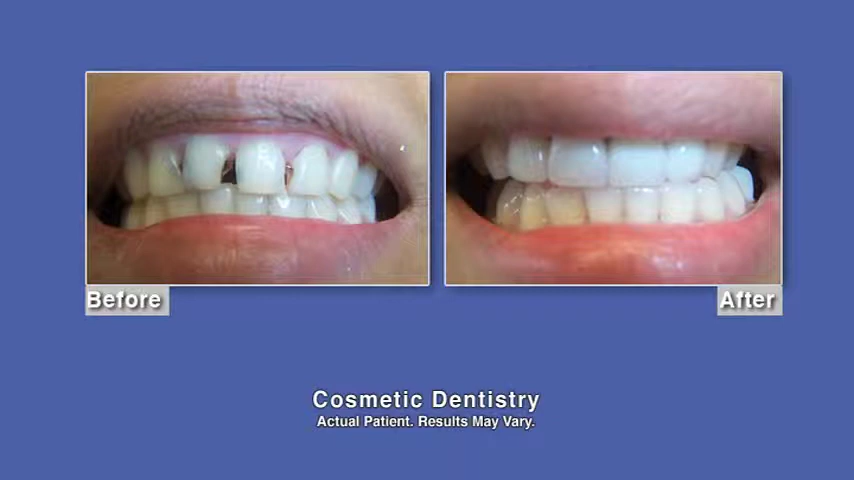 Before
After
Cosmetic Dentistry
Actual Patient. Results May Vary.